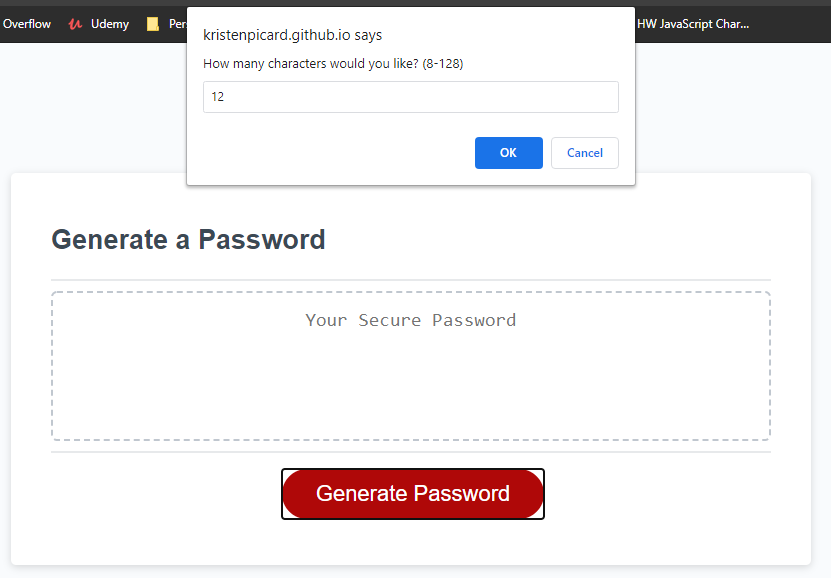 Overflow Udemy Per HW JavaScript Char...
kristenpicard.github.io says
How many characters would you like? (8-128)
12
OK Cancel
Generate a Password
Your Secure Password
Generate Password